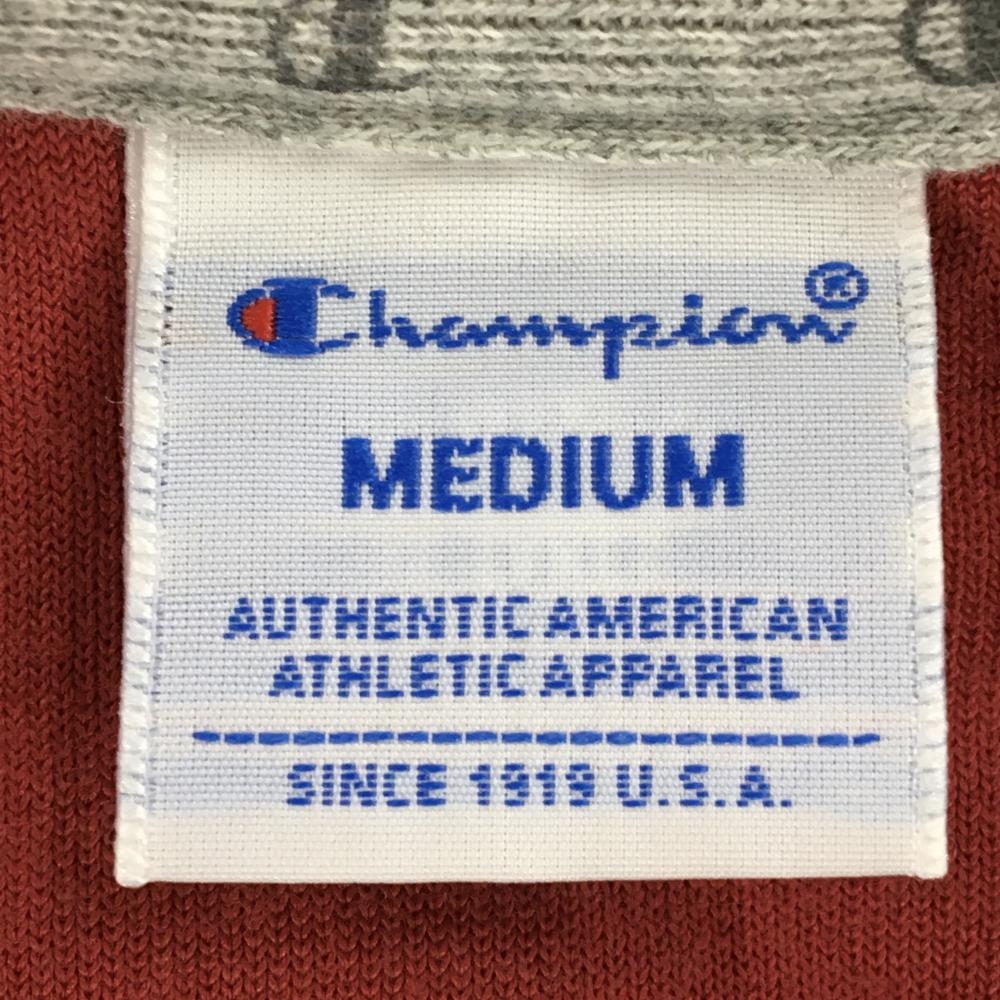 Champion®
MEDIUM
AUTHENTIC AMERICAN
ATHLETIC APPAREL
SINCE 1919 U.S.A.